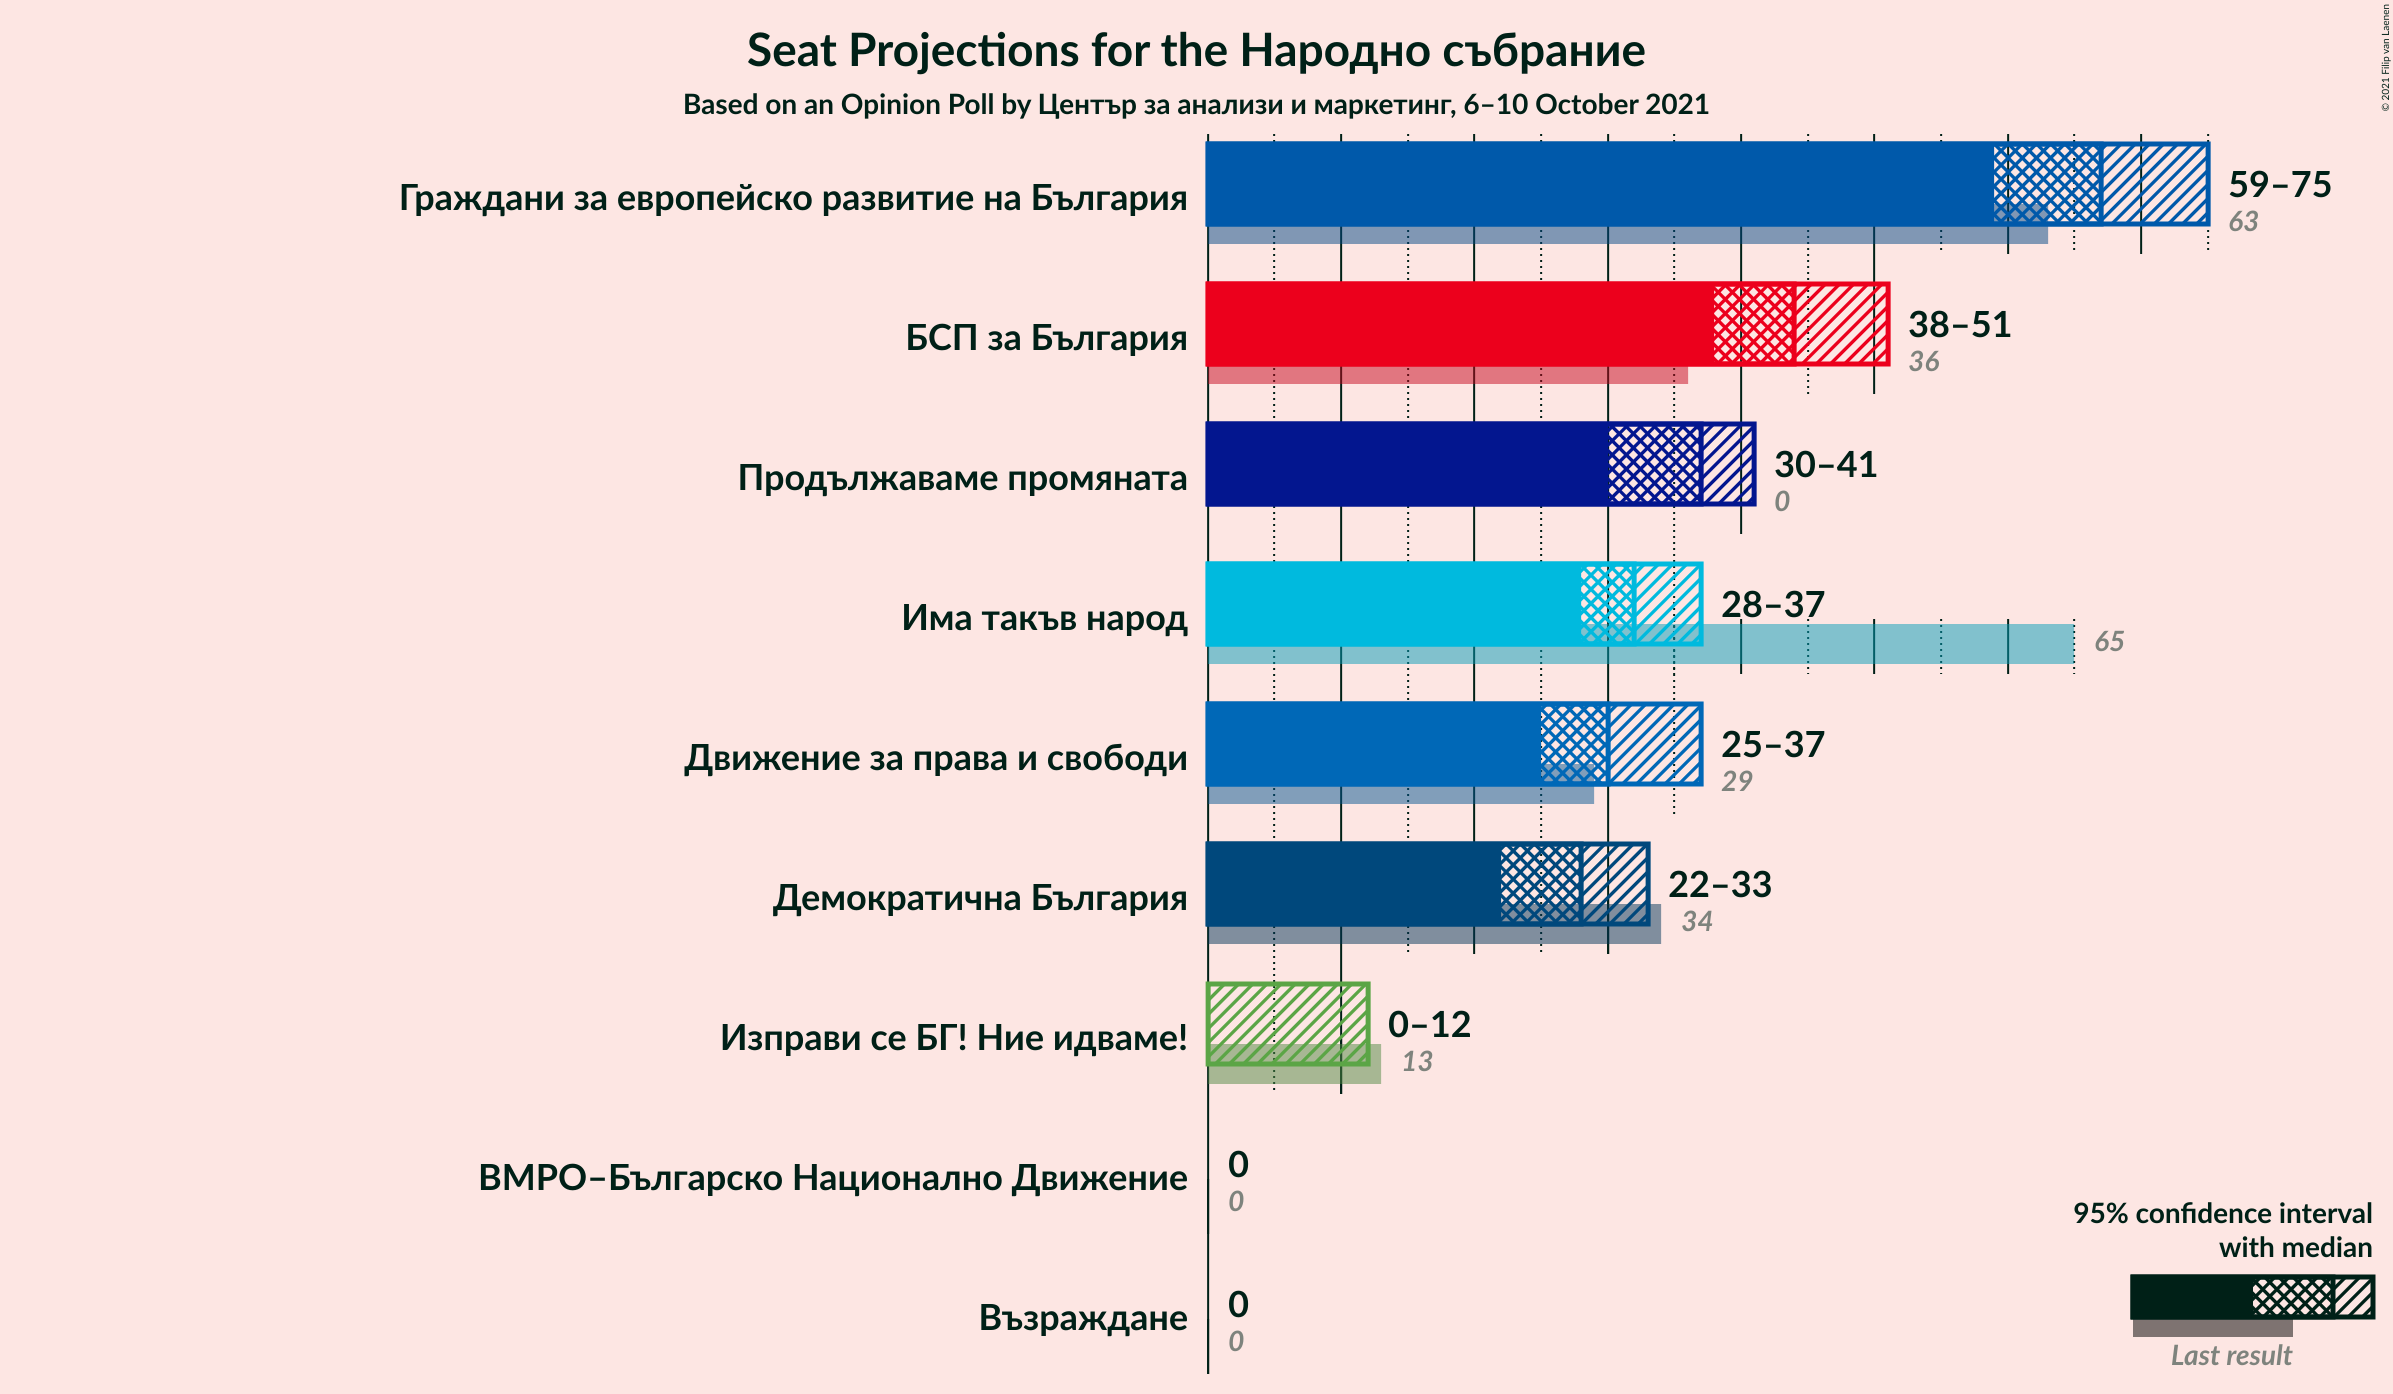 Seat Projections for the Народно събрание
Based on an Opinion Poll by Център за анализи и маркетинг, 6–10 October 2021
© 2021 Filip van Laenen
Граждани за европейско развитие на България
59–75
63
БСП за България
38–51
36
Продължаваме промяната
30–41
0
Има такъв народ
28–37
65
Движение за права и свободи
25–37
29
Демократична България
22–33
34
Изправи се БГ! Ние идваме!
0–12
13
ВМРО–Българско Национално Движение
0
0
Възраждане
0
0
95% confidence interval
with median
Last result